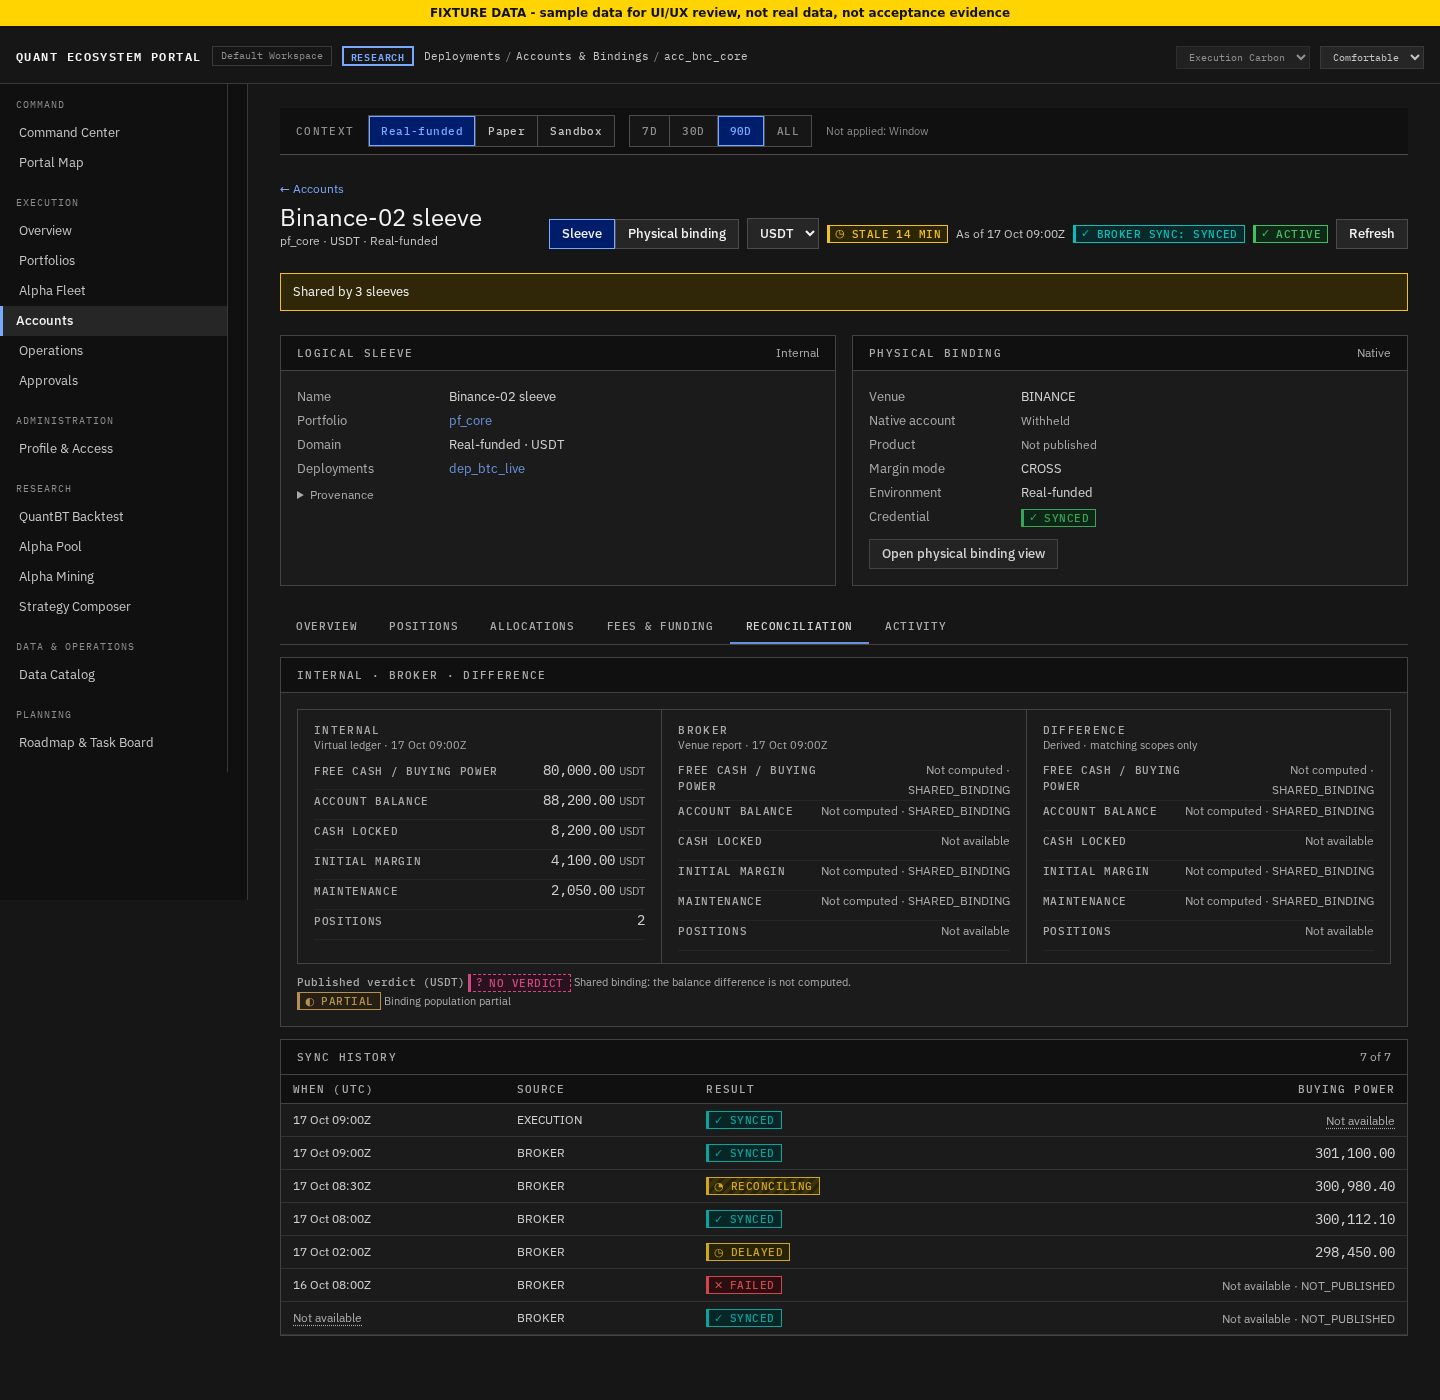 FIXTURE DATA - sample data for UI/UX review, not real data, not acceptance evidence
QUANT ECOSYSTEM PORTAL Default Workspace RESEARCH Deployments / Accounts & Bindings / acc_bnc_core Execution Carbon Comfortable
COMMAND
Command Center
Portal Map
EXECUTION
Overview
Portfolios
Alpha Fleet
Accounts
Operations
Approvals
ADMINISTRATION
Profile & Access
RESEARCH
QuantBT Backtest
Alpha Pool
Alpha Mining
Strategy Composer
DATA & OPERATIONS
Data Catalog
PLANNING
Roadmap & Task Board
CONTEXT Real-funded Paper Sandbox 7D 30D 90D ALL Not applied: Window
← Accounts
Binance-02 sleeve
pf_core · USDT · Real-funded
Sleeve Physical binding USDT ◷ STALE 14 MIN As of 17 Oct 09:00Z ✓ BROKER SYNC: SYNCED ✓ ACTIVE Refresh
Shared by 3 sleeves
LOGICAL SLEEVE Internal
Name Binance-02 sleeve
Portfolio pf_core
Domain Real-funded · USDT
Deployments dep_btc_live
▶ Provenance
PHYSICAL BINDING Native
Venue BINANCE
Native account Withheld
Product Not published
Margin mode CROSS
Environment Real-funded
Credential ✓ SYNCED
Open physical binding view
OVERVIEW POSITIONS ALLOCATIONS FEES & FUNDING RECONCILIATION ACTIVITY
INTERNAL · BROKER · DIFFERENCE
INTERNAL
Virtual ledger · 17 Oct 09:00Z
FREE CASH / BUYING POWER 80,000.00 USDT
ACCOUNT BALANCE 88,200.00 USDT
CASH LOCKED 8,200.00 USDT
INITIAL MARGIN 4,100.00 USDT
MAINTENANCE 2,050.00 USDT
POSITIONS 2
BROKER
Venue report · 17 Oct 09:00Z
FREE CASH / BUYING Not computed ·
POWER SHARED_BINDING
ACCOUNT BALANCE Not computed · SHARED_BINDING
CASH LOCKED Not available
INITIAL MARGIN Not computed · SHARED_BINDING
MAINTENANCE Not computed · SHARED_BINDING
POSITIONS Not available
DIFFERENCE
Derived · matching scopes only
FREE CASH / BUYING Not computed ·
POWER SHARED_BINDING
ACCOUNT BALANCE Not computed · SHARED_BINDING
CASH LOCKED Not available
INITIAL MARGIN Not computed · SHARED_BINDING
MAINTENANCE Not computed · SHARED_BINDING
POSITIONS Not available
Published verdict (USDT) ? NO VERDICT Shared binding: the balance difference is not computed.
◐ PARTIAL Binding population partial
SYNC HISTORY 7 of 7
WHEN (UTC) SOURCE RESULT BUYING POWER
17 Oct 09:00Z EXECUTION ✓ SYNCED Not available
17 Oct 09:00Z BROKER ✓ SYNCED 301,100.00
17 Oct 08:30Z BROKER ◔ RECONCILING 300,980.40
17 Oct 08:00Z BROKER ✓ SYNCED 300,112.10
17 Oct 02:00Z BROKER ◷ DELAYED 298,450.00
16 Oct 08:00Z BROKER ✕ FAILED Not available · NOT_PUBLISHED
Not available BROKER ✓ SYNCED Not available · NOT_PUBLISHED